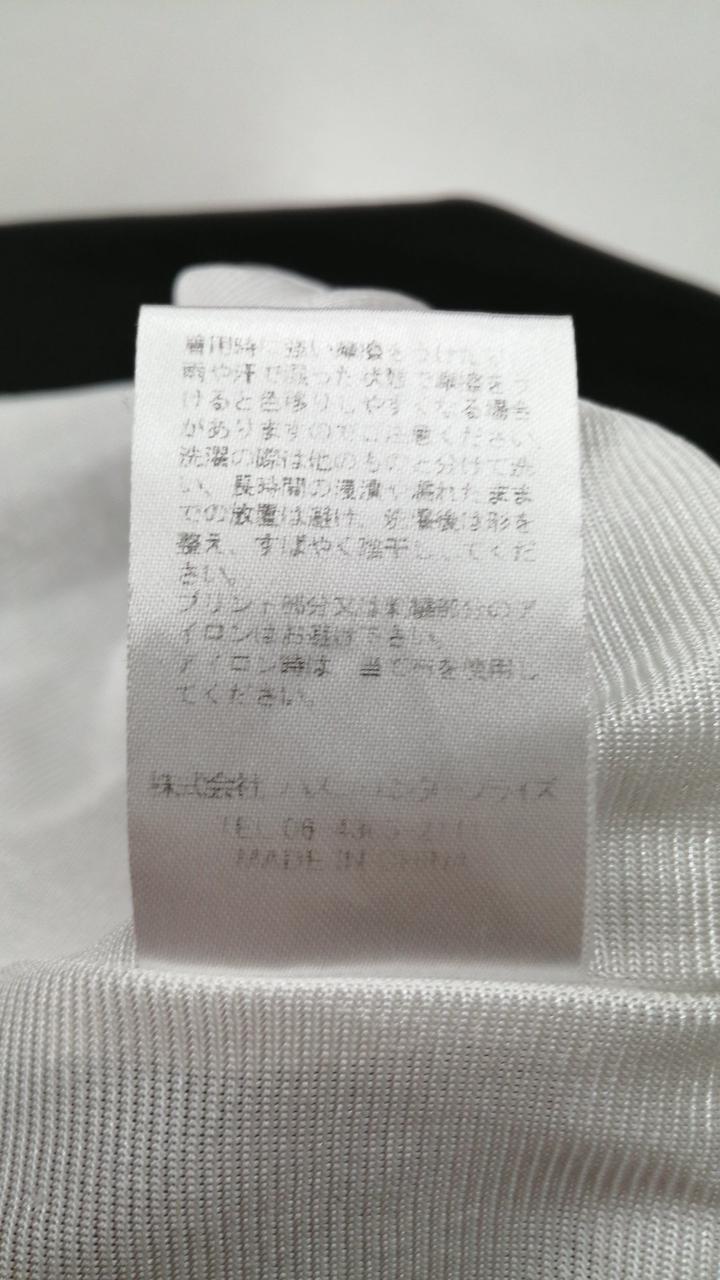 着用時に強い摩擦をうけたり、
雨や汗で湿った状態で摩擦をう
けると色移りしやすくなる場合
がありますのでご注意ください。
洗濯の際は他のものと分けて洗
い、長時間の浸漬や濡れたまま
での放置は避け、洗濯後は形を
整え、すばやく陰干ししてくだ
さい。
プリント部分又は刺繍部分のア
イロンはお避け下さい。
アイロン時は 当て布を使用し
てください。
株式会社
TEL 06
MADE IN CHINA